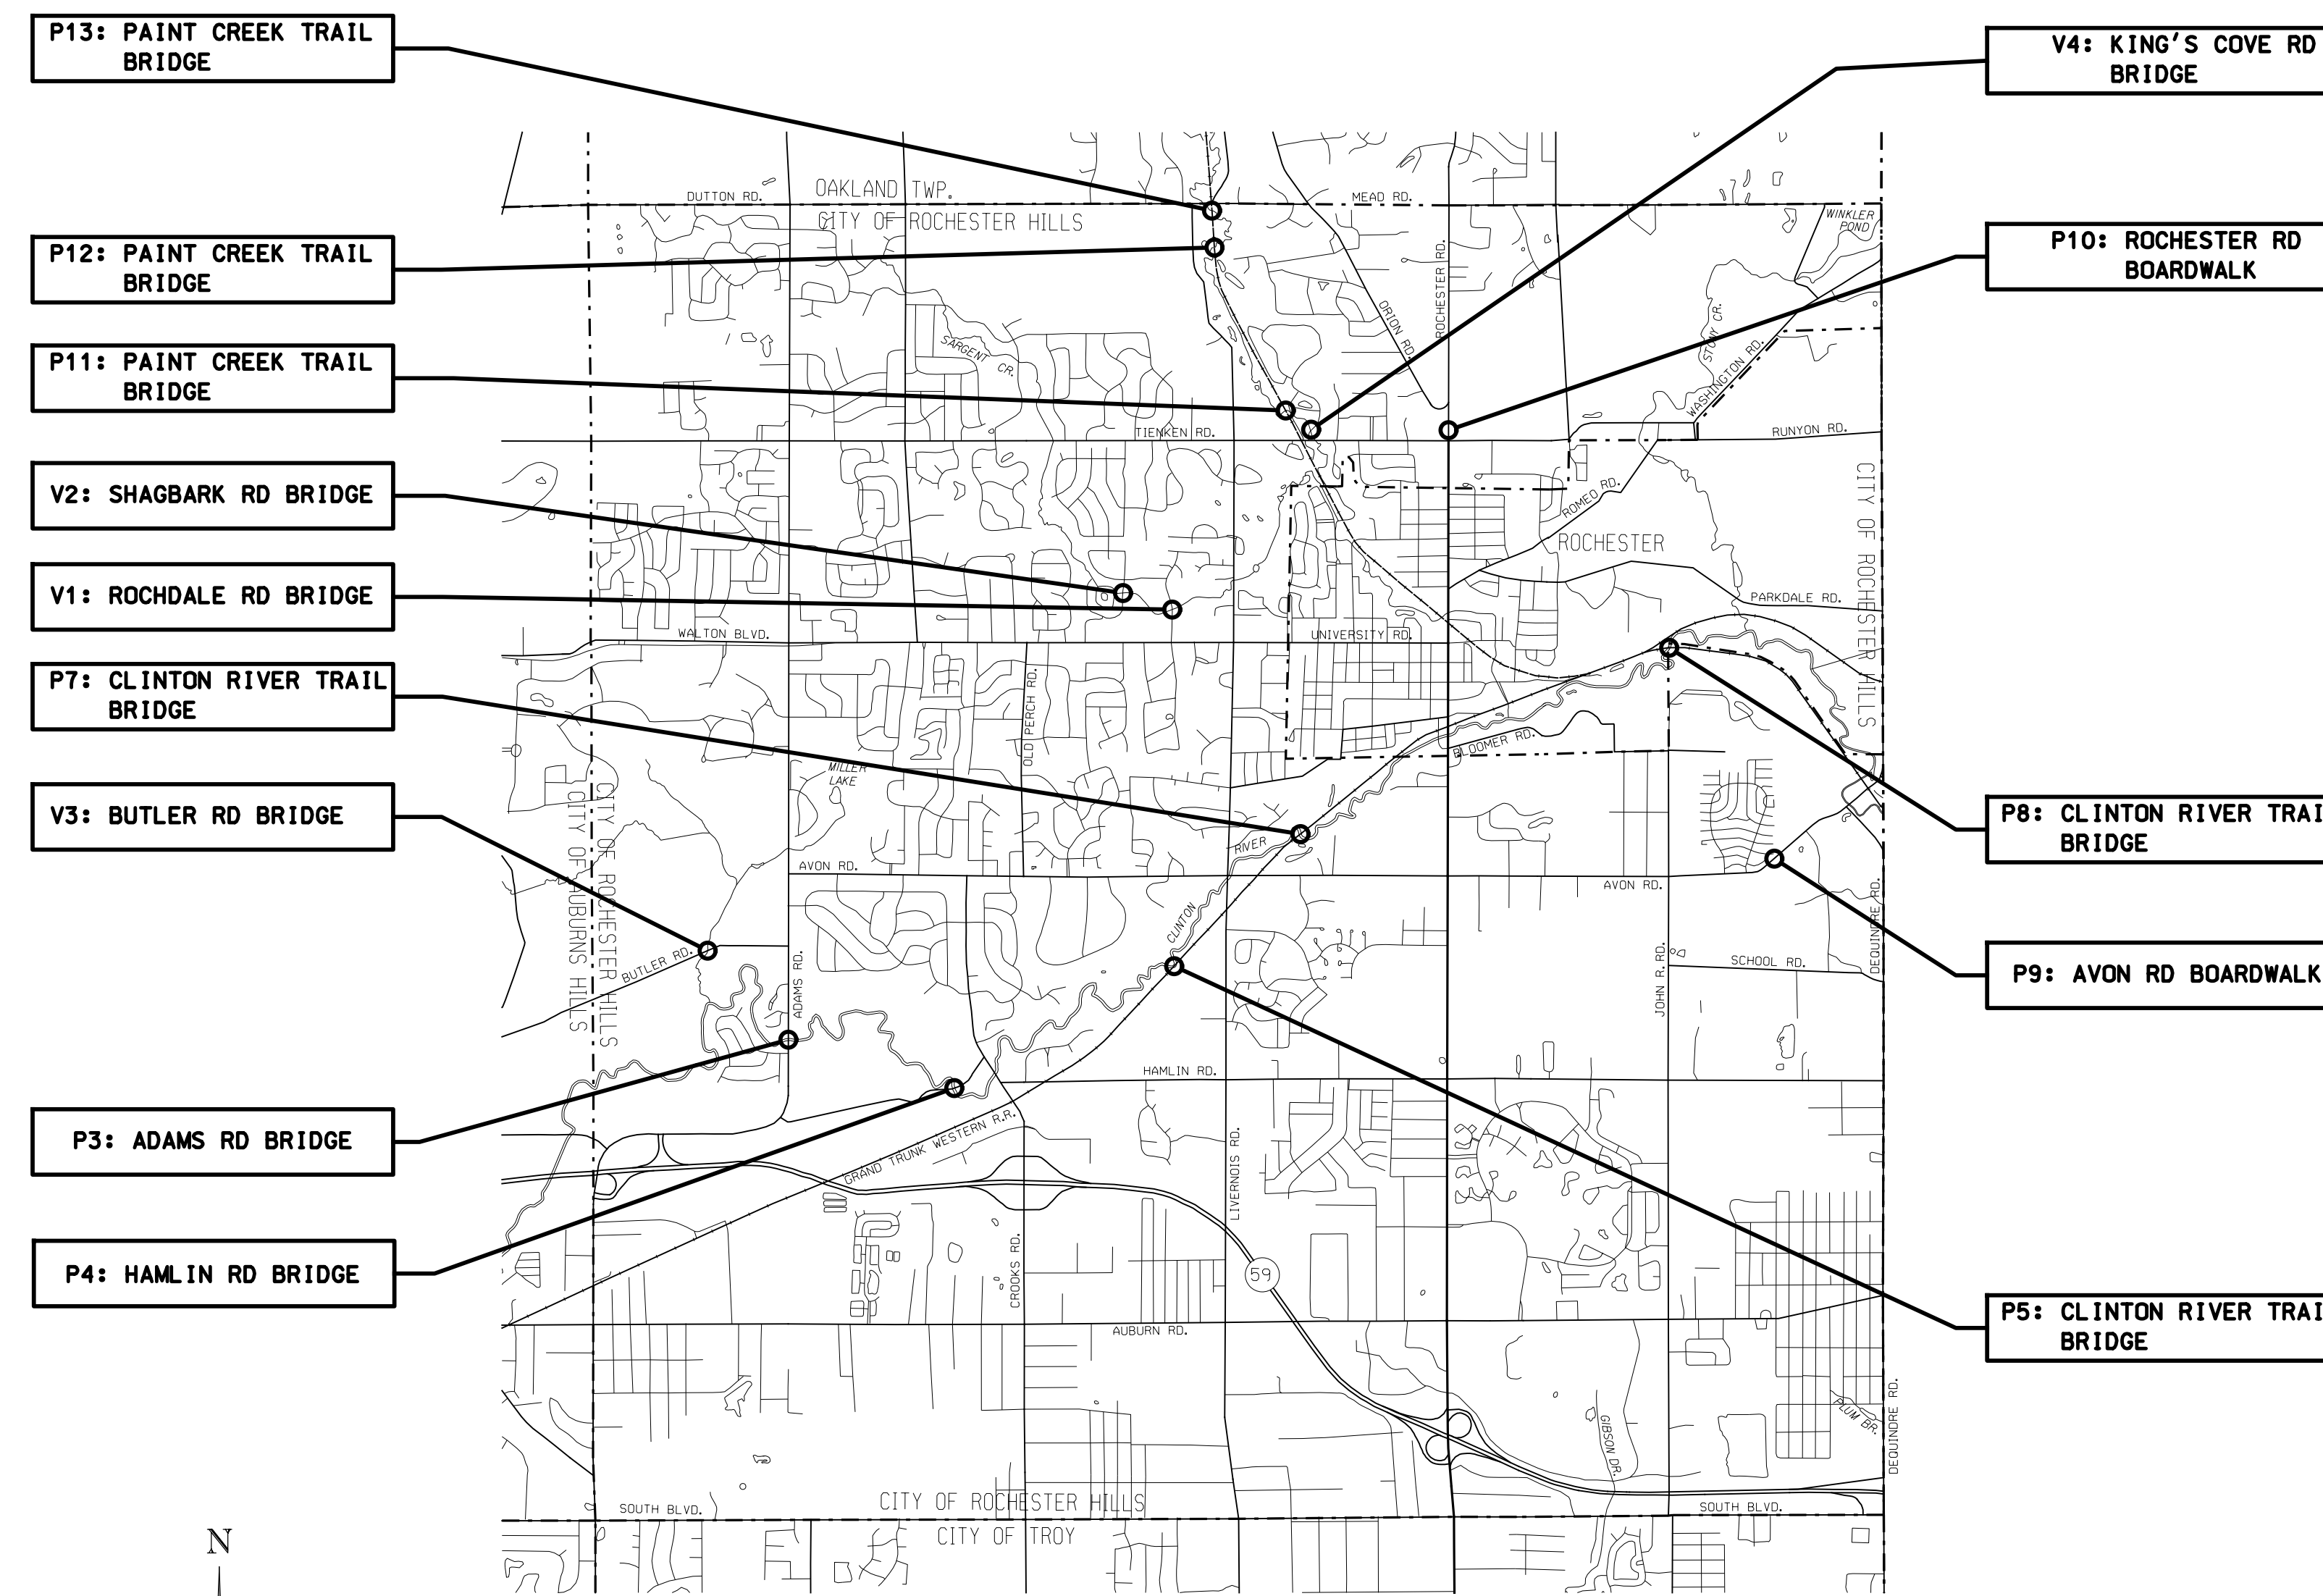 P13: PAINT CREEK TRAIL
BRIDGE
V4: KING'S COVE RD
BRIDGE
P12: PAINT CREEK TRAIL
BRIDGE
P10: ROCHESTER RD
BOARDWALK
P11: PAINT CREEK TRAIL
BRIDGE
V2: SHAGBARK RD BRIDGE
V1: ROCHDALE RD BRIDGE
P7: CLINTON RIVER TRAIL
BRIDGE
V3: BUTLER RD BRIDGE
P8: CLINTON RIVER TRAI
BRIDGE
P9: AVON RD BOARDWALK
P3: ADAMS RD BRIDGE
P4: HAMLIN RD BRIDGE
P5: CLINTON RIVER TRAI
BRIDGE
DUTTON RD.
OAKLAND TWP.
CITY OF ROCHESTER HILLS
MEAD RD.
WINKLER
POND
ROCHESTER RD.
ORION RD.
STONY CR.
WASHINGTON RD.
SARGENT
CR.
TIENKEN RD.
RUNYON RD.
ROMEO RD.
ROCHESTER
CITY OF ROCHESTER HILLS
PARKDALE RD.
WALTON BLVD.
UNIVERSITY RD.
OLD PERCH RD.
BLOOMER RD.
MILLER
LAKE
CITY OF ROCHESTER HILLS
CITY OF AUBURNS HILLS
RIVER
AVON RD.
AVON RD.
CLINTON
DEQUINDRE RD.
BUTLER RD.
ADAMS RD.
JOHN R. RD.
SCHOOL RD.
HAMLIN RD.
GRAND TRUNK WESTERN R.R.
LIVERNOIS RD.
CROOKS RD.
59
AUBURN RD.
GIBSON DR.
PLUM BR.
DEQUINDRE RD.
SOUTH BLVD.
CITY OF ROCHESTER HILLS
CITY OF TROY
SOUTH BLVD.
N